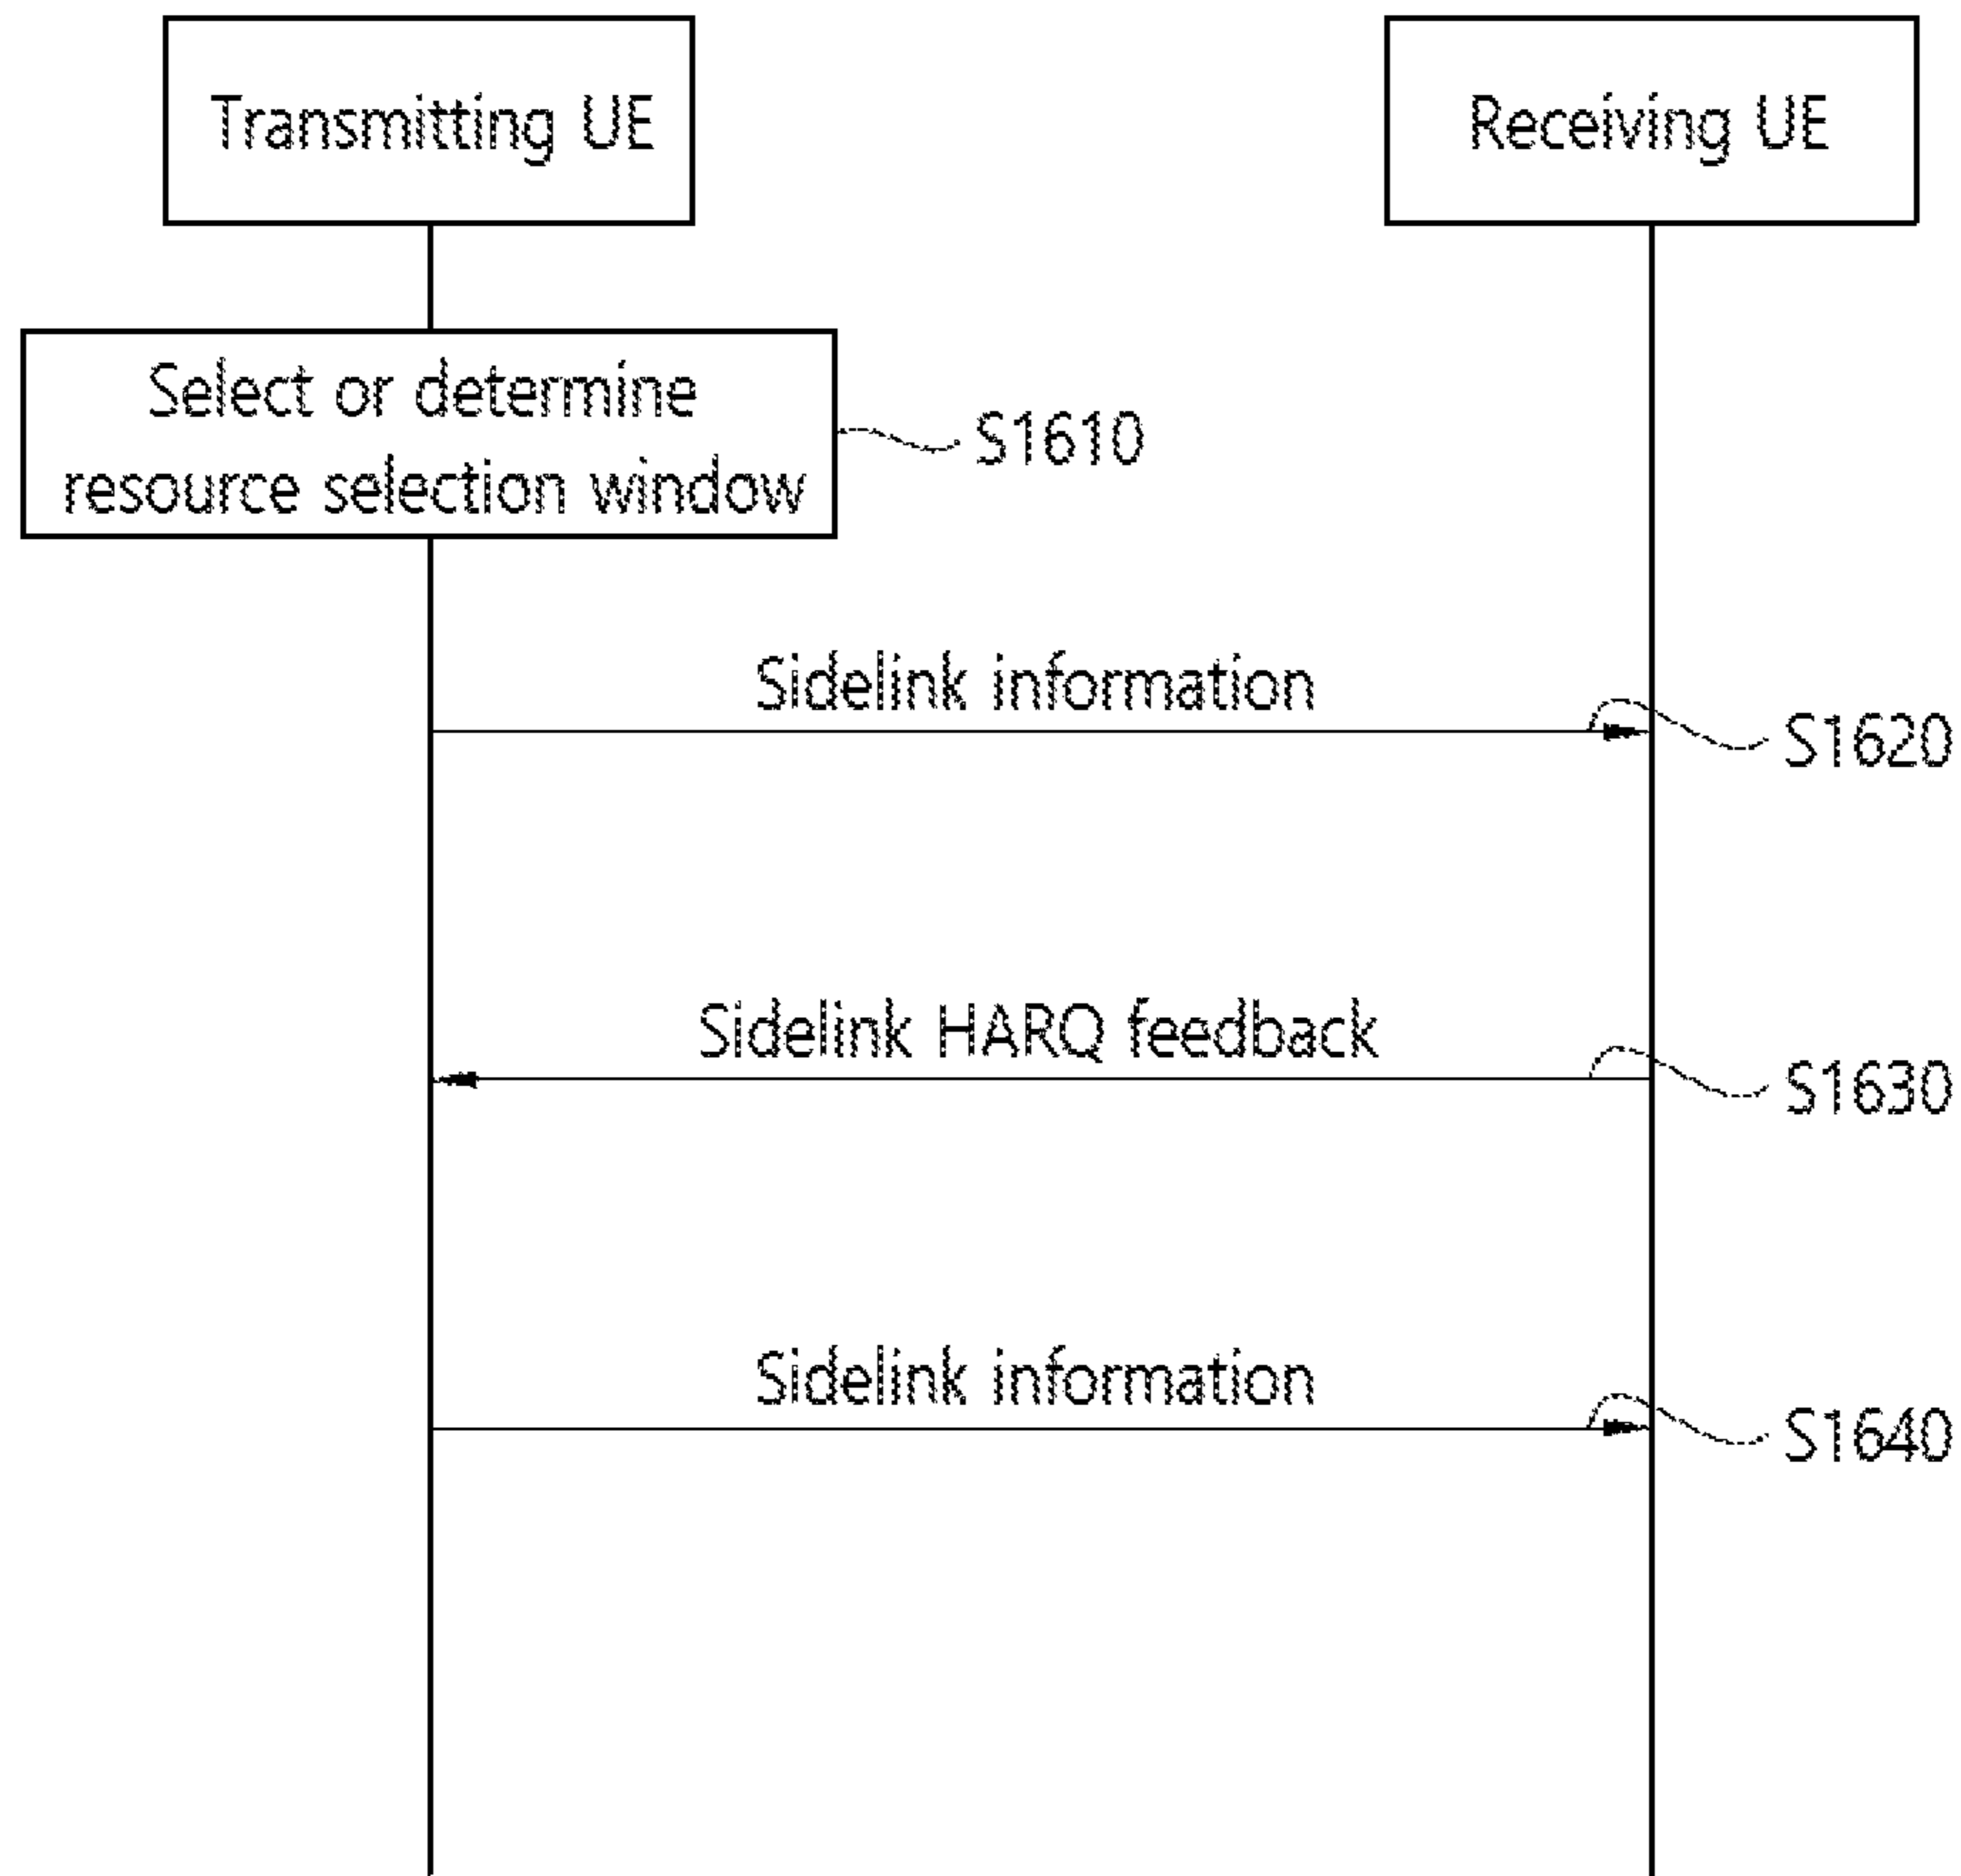 Transmitting UE
Receiving UE
Select or determine
resource selection window
S1610
Sidelink information
S1620
Sidelink HARQ feedback
S1630
Sidelink information
S1640